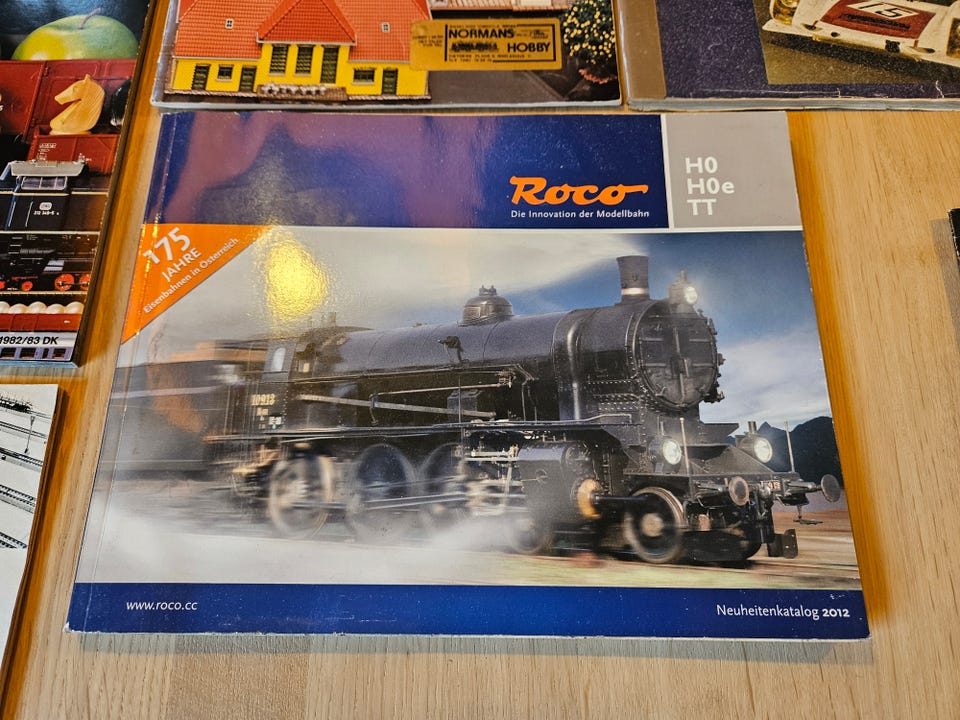 NORMANS
HOBBY
15
Roco
Die Innovation der Modellbahn
H0
H0e
TT
175
JAHRE
Eisenbahnen in Österreich
1982/83 DK
www.roco.cc
Neuheitenkatalog 2012